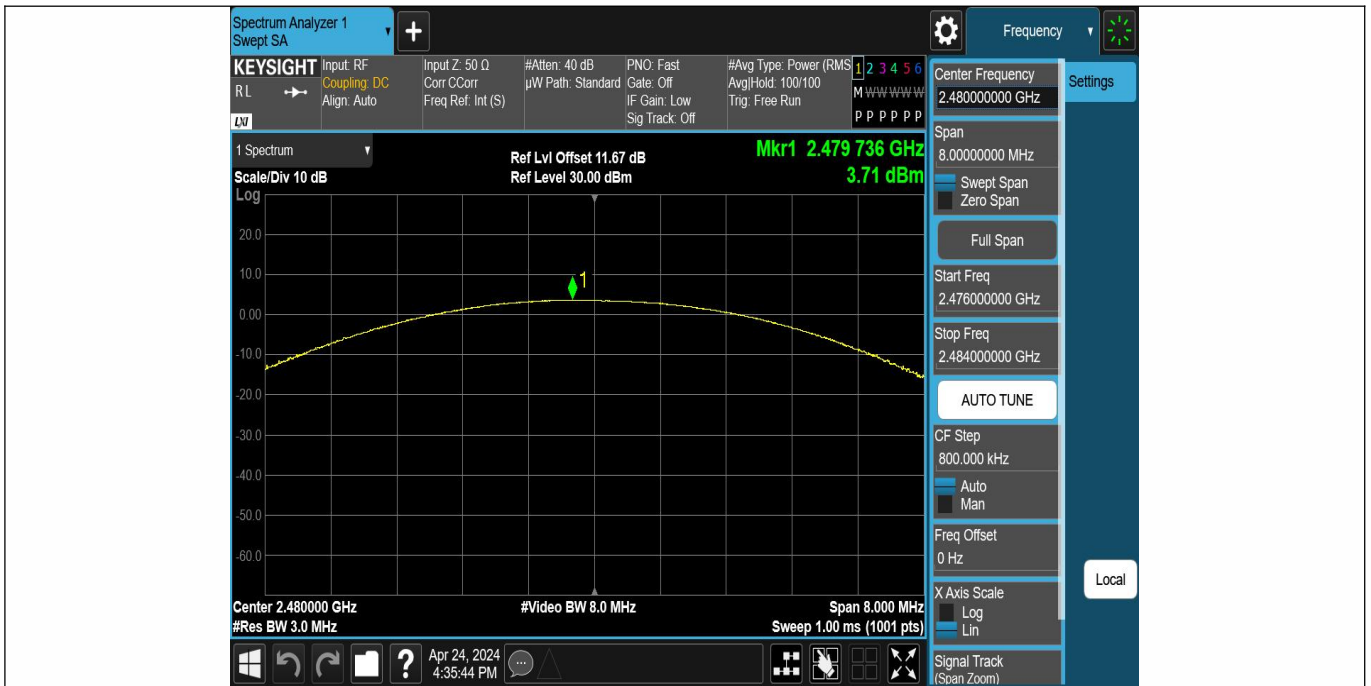 Spectrum Analyzer 1
Swept SA
Frequency
KEYSIGHT
RL
LXI
Input: RF
Coupling: DC
Align: Auto
Input Z: 50 Ω
Corr CCorr
Freq Ref: Int (S)
#Atten: 40 dB
µW Path: Standard
PNO: Fast
Gate: Off
IF Gain: Low
Sig Track: Off
#Avg Type: Power (RMS
Avg|Hold: 100/100
Trig: Free Run
1 2 3 4 5 6
M W W W W W
P P P P P P
1 Spectrum
Scale/Div 10 dB
Ref Lvl Offset 11.67 dB
Ref Level 30.00 dBm
Mkr1 2.479 736 GHz
3.71 dBm
Log
20.0
10.0
0.00
-10.0
-20.0
-30.0
-40.0
-50.0
-60.0
1
Center 2.480000 GHz
#Res BW 3.0 MHz
#Video BW 8.0 MHz
Span 8.000 MHz
Sweep 1.00 ms (1001 pts)
Center Frequency
2.480000000 GHz
Span
8.00000000 MHz
Swept Span
Zero Span
Full Span
Start Freq
2.476000000 GHz
Stop Freq
2.484000000 GHz
AUTO TUNE
CF Step
800.000 kHz
Auto
Man
Freq Offset
0 Hz
X Axis Scale
Log
Lin
Signal Track
(Span Zoom)
Settings
Local
?
Apr 24, 2024
4:35:44 PM